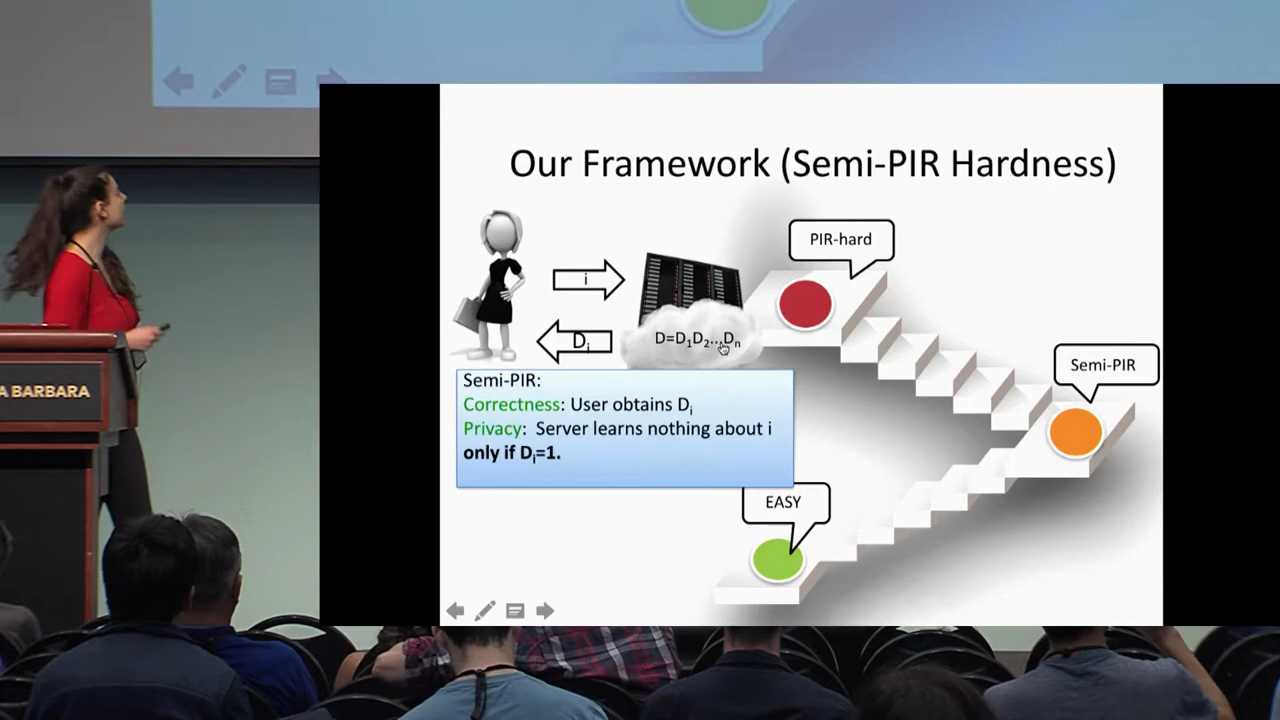 Our Framework (Semi-PIR Hardness)
PIR-hard
i
D=D₁D₂...Dₙ
Dᵢ
Semi-PIR
Semi-PIR:
Correctness: User obtains Dᵢ
Privacy: Server learns nothing about i
only if Dᵢ=1.
EASY
A BARBARA